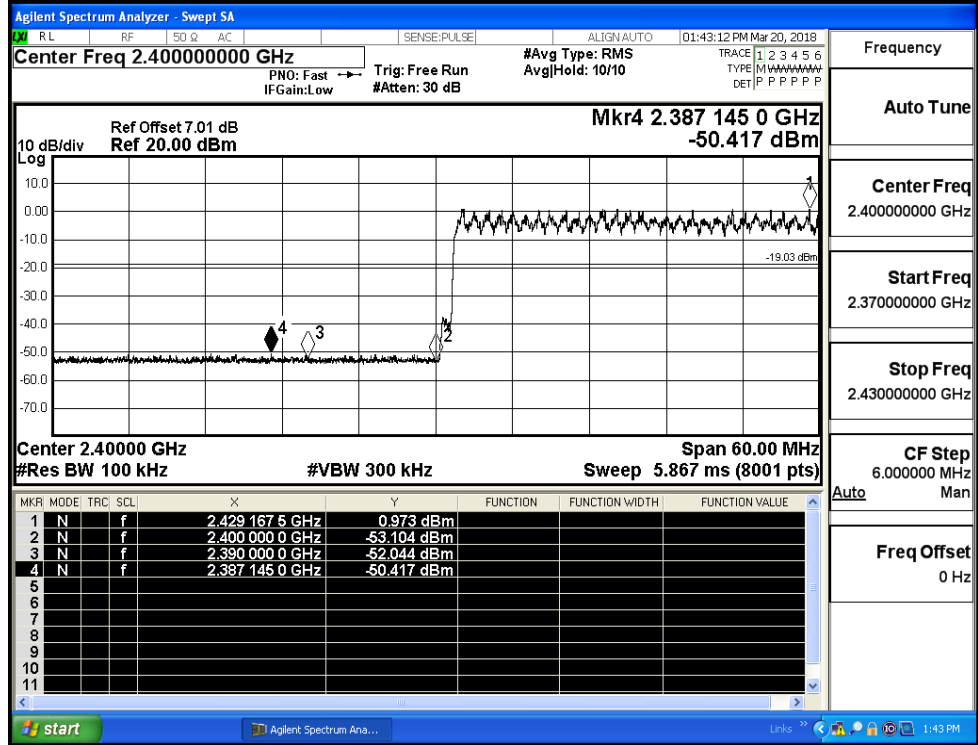 Agilent Spectrum Analyzer - Swept SA
LXI RL RF 50 Ω AC SENSE:PULSE ALIGN AUTO 01:43:12 PM Mar 20, 2018
Center Freq 2.400000000 GHz
PNO: Fast
IFGain:Low
Trig: Free Run
#Atten: 30 dB
#Avg Type: RMS
Avg|Hold: 10/10
TRACE 1 2 3 4 5 6
TYPE M WWWWW
DET P P P P P P
Ref Offset 7.01 dB
10 dB/div Ref 20.00 dBm
Log
Mkr4 2.387 145 0 GHz
-50.417 dBm
10.0
0.00
-10.0
-20.0
-30.0
-40.0
-50.0
-60.0
-70.0
1
-19.03 dBm
4
3
2
Center 2.40000 GHz Span 60.00 MHz
#Res BW 100 kHz #VBW 300 kHz Sweep 5.867 ms (8001 pts)
MKR MODE TRC SCL X Y FUNCTION FUNCTION WIDTH FUNCTION VALUE
1 N f 2.429 167 5 GHz 0.973 dBm
2 N f 2.400 000 0 GHz -53.104 dBm
3 N f 2.390 000 0 GHz -52.044 dBm
4 N f 2.387 145 0 GHz -50.417 dBm
5
6
7
8
9
10
11
Frequency
Auto Tune
Center Freq
2.400000000 GHz
Start Freq
2.370000000 GHz
Stop Freq
2.430000000 GHz
CF Step
6.000000 MHz
Auto Man
Freq Offset
0 Hz
start Agilent Spectrum Ana... Links 1:43 PM